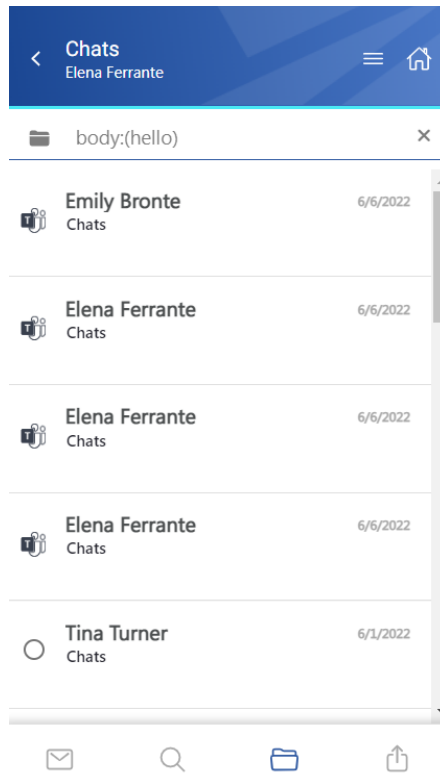 Chats
Elena Ferrante
body:(hello)
Emily Bronte 6/6/2022
Chats
Elena Ferrante 6/6/2022
Chats
Elena Ferrante 6/6/2022
Chats
Elena Ferrante 6/6/2022
Chats
Tina Turner 6/1/2022
Chats